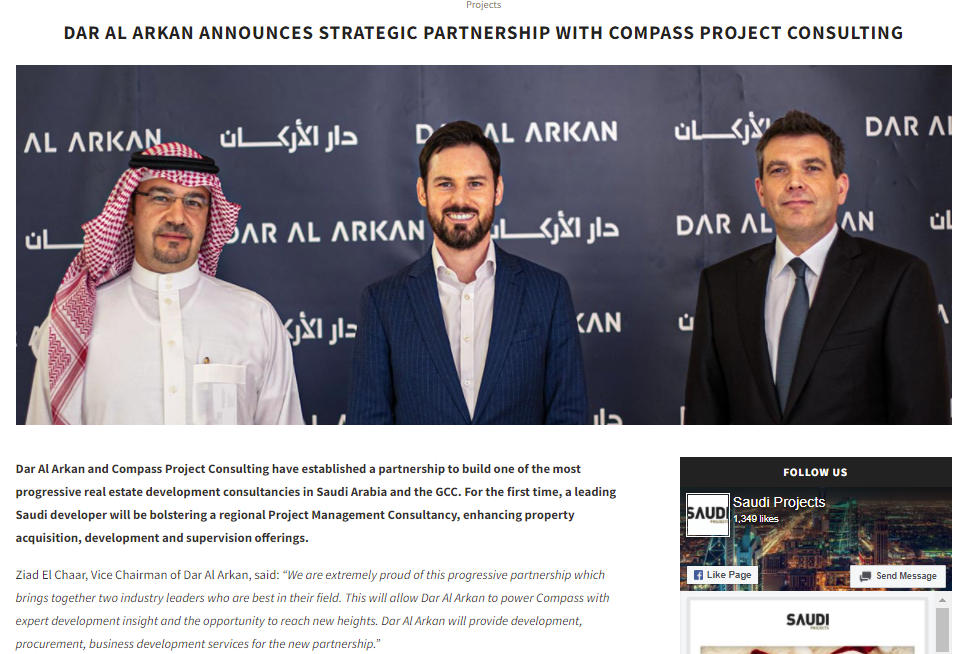 Projects
DAR AL ARKAN ANNOUNCES STRATEGIC PARTNERSHIP WITH COMPASS PROJECT CONSULTING
AL ARKAN دار الأركان DAR AL ARKAN دار DAR AL
DAR AL ARKAN دار الأركان DAR AL ARKAN
دار
Dar Al Arkan and Compass Project Consulting have established a partnership to build one of the most
progressive real estate development consultancies in Saudi Arabia and the GCC. For the first time, a leading
Saudi developer will be bolstering a regional Project Management Consultancy, enhancing property
acquisition, development and supervision offerings.
Ziad El Chaar, Vice Chairman of Dar Al Arkan, said: “We are extremely proud of this progressive partnership which
brings together two industry leaders who are best in their field. This will allow Dar Al Arkan to power Compass with
expert development insight and the opportunity to reach new heights. Dar Al Arkan will provide development,
procurement, business development services for the new partnership.”
FOLLOW US
SAUDI
PROJECTS
Saudi Projects
1,349 likes
Like Page
Send Message
SAUDI
PROJECTS